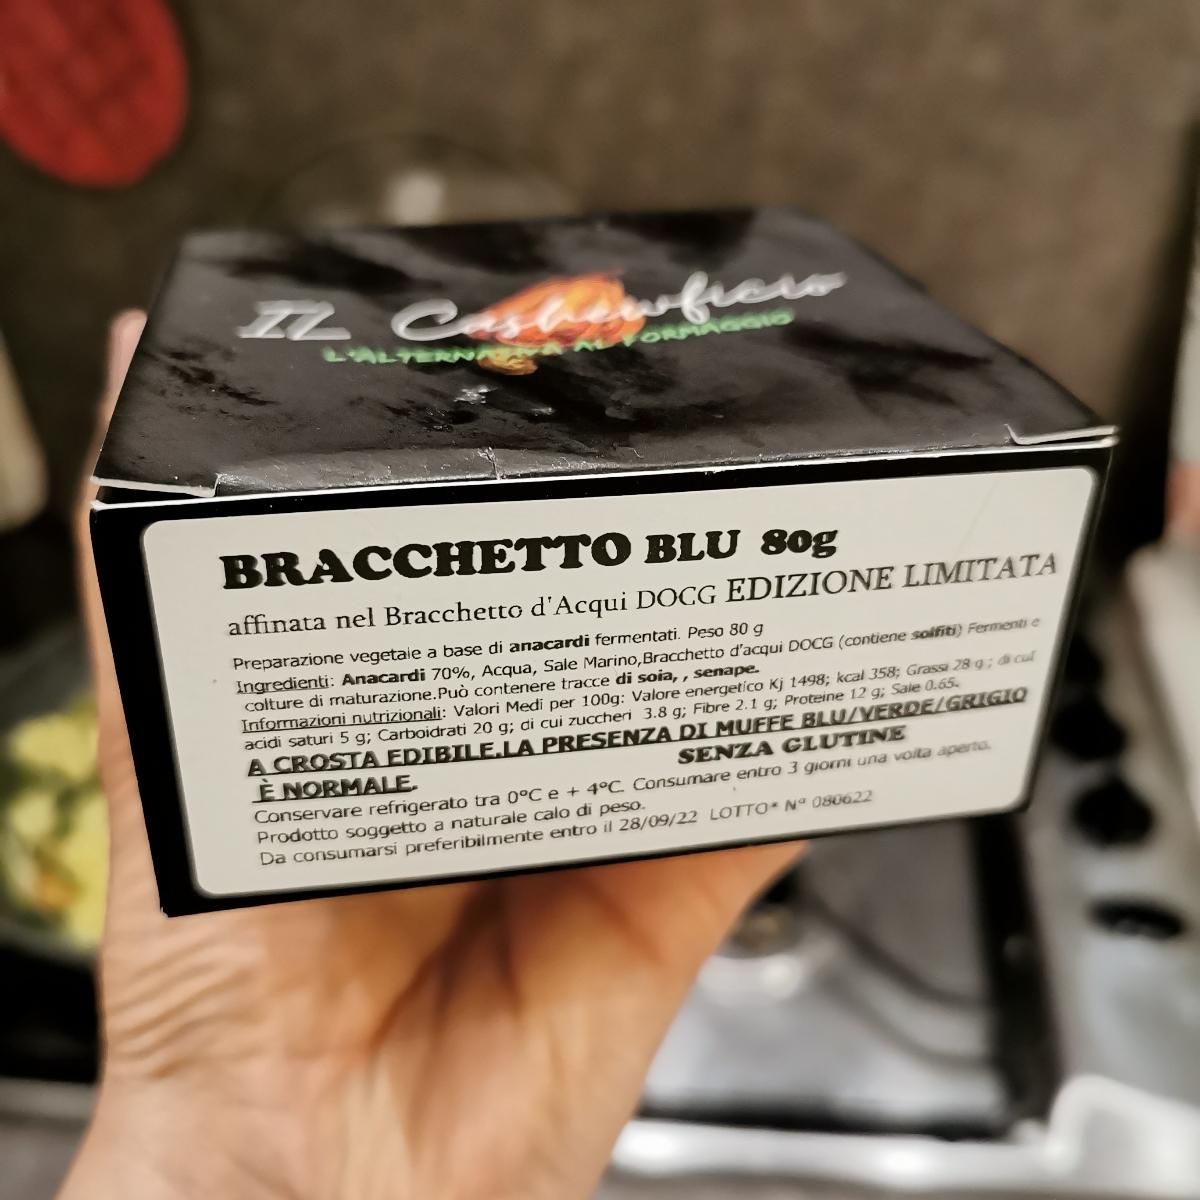 IL Cashewficio
L'ALTERNATIVA AL FORMAGGIO
BRACCHETTO BLU 80g
affinata nel Bracchetto d'Acqui DOCG EDIZIONE LIMITATA
Preparazione vegetale a base di anacardi fermentati. Peso 80 g
Ingredienti: Anacardi 70%, Acqua, Sale Marino,Bracchetto d'acqui DOCG (contiene solfiti) Fermenti e
colture di maturazione.Può contenere tracce di soia, , senape.
Informazioni nutrizionali: Valori Medi per 100g: Valore energetico Kj 1498; kcal 358; Grassi 28 g ; di cui
acidi saturi 5 g; Carboidrati 20 g; di cui zuccheri 3.8 g; Fibre 2.1 g; Proteine 12 g; Sale 0.65.
A CROSTA EDIBILE.LA PRESENZA DI MUFFE BLU/VERDE/GRIGIO
È NORMALE. SENZA GLUTINE
Conservare refrigerato tra 0°C e + 4°C. Consumare entro 3 giorni una volta aperto.
Prodotto soggetto a naturale calo di peso.
Da consumarsi preferibilmente entro il 28/09/22 LOTTO* N° 080622